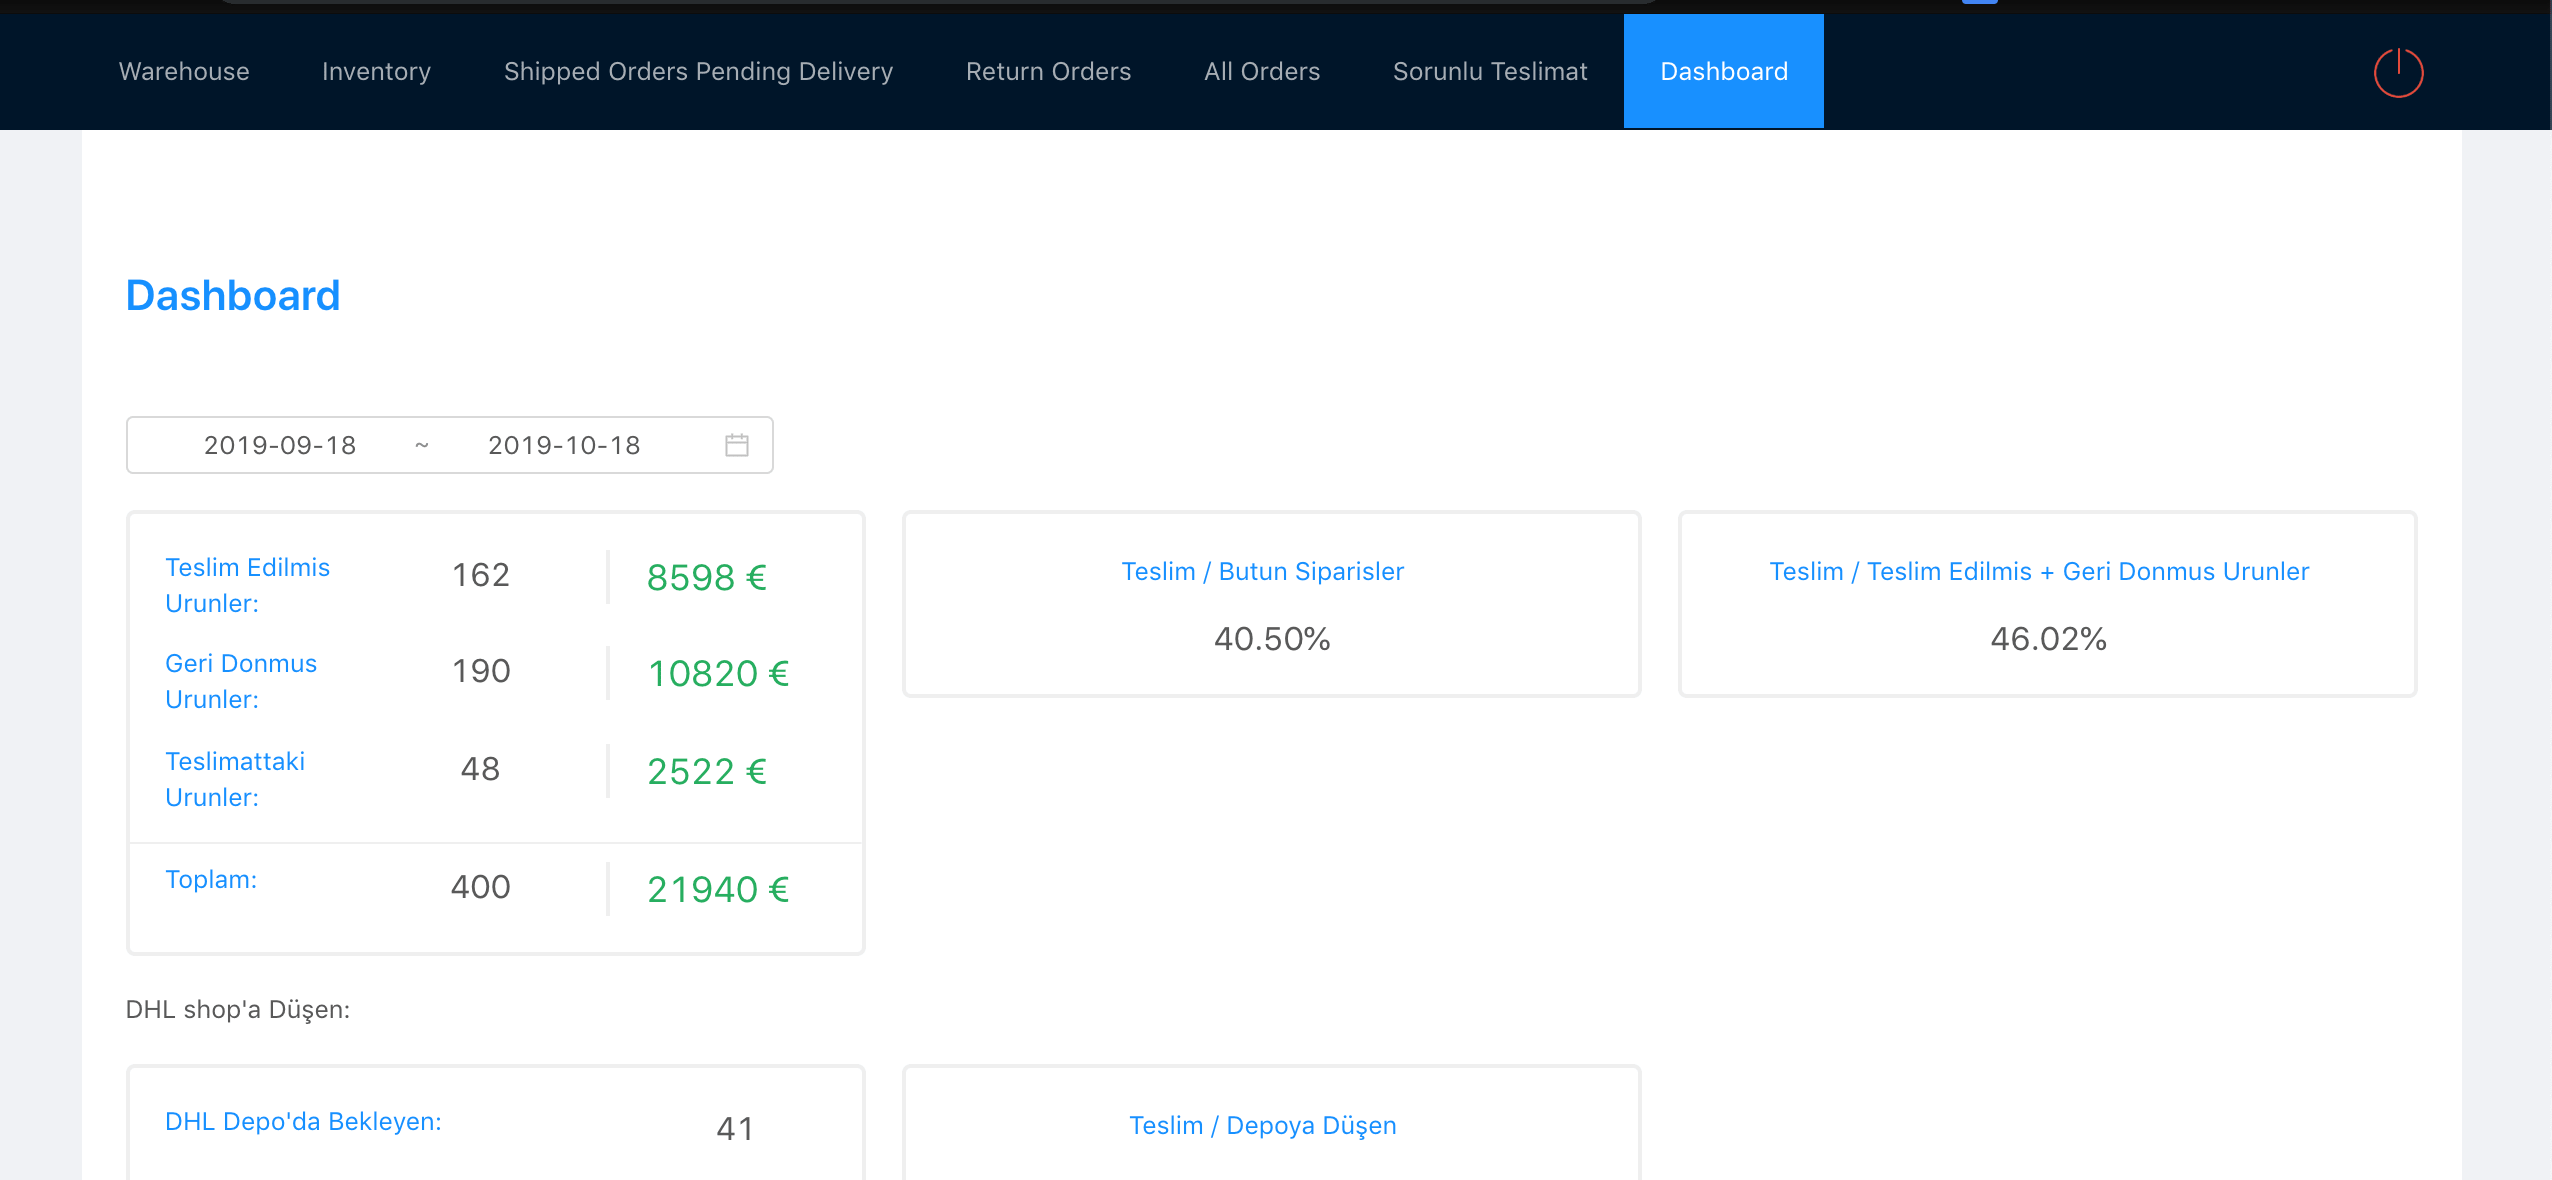 Warehouse Inventory Shipped Orders Pending Delivery Return Orders All Orders Sorunlu Teslimat Dashboard
Dashboard
2019-09-18 ~ 2019-10-18
Teslim Edilmis
Urunler:
162
8598 €
Geri Donmus
Urunler:
190
10820 €
Teslimattaki
Urunler:
48
2522 €
Toplam:
400
21940 €
Teslim / Butun Siparisler
40.50%
Teslim / Teslim Edilmis + Geri Donmus Urunler
46.02%
DHL shop'a Düşen:
DHL Depo'da Bekleyen:
41
Teslim / Depoya Düşen